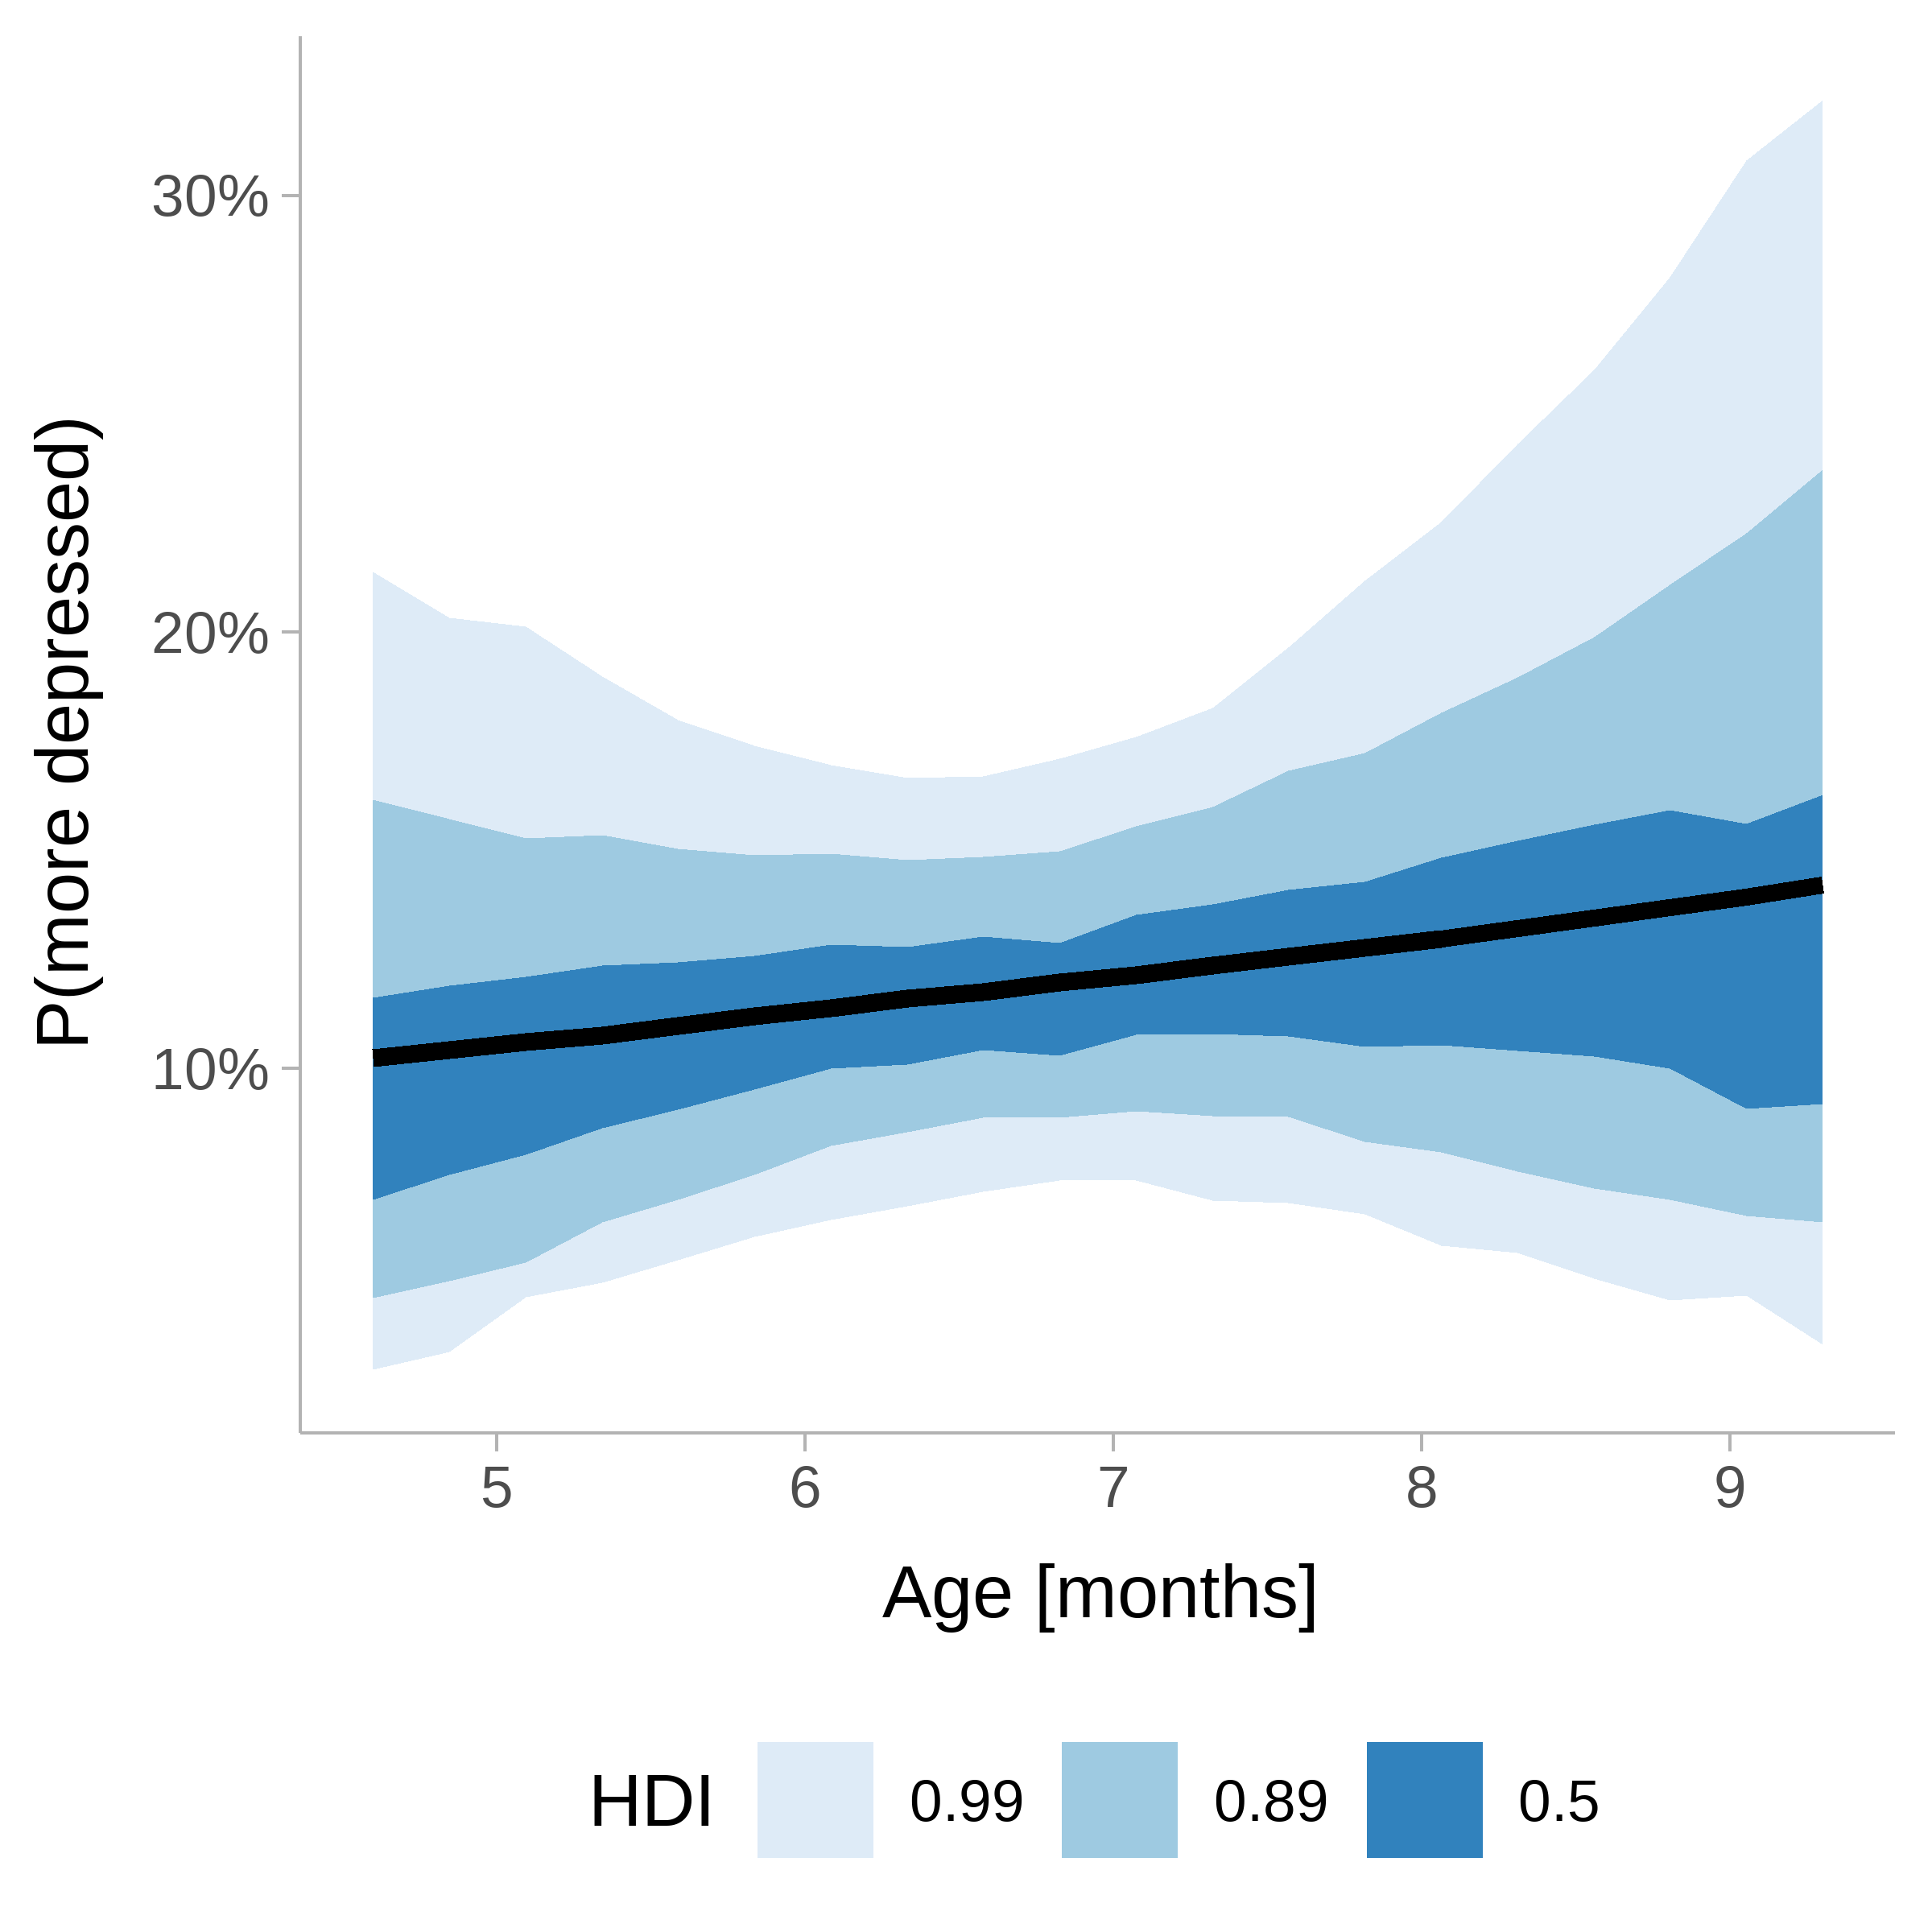 30%
20%
10%
P(more depressed)
5 6 7 8 9
Age [months]
HDI 0.99 0.89 0.5